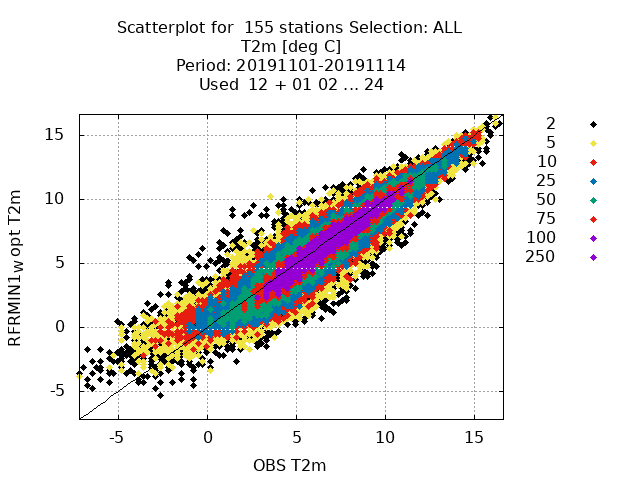 Scatterplot for  155 stations Selection: ALL
T2m [deg C]
Period: 20191101-20191114
Used  12 + 01 02 ... 24
2
5
10
25
50
75
100
250
15
10
5
0
-5
RFRMIN1W opt T2m
-5 0 5 10 15
OBS T2m